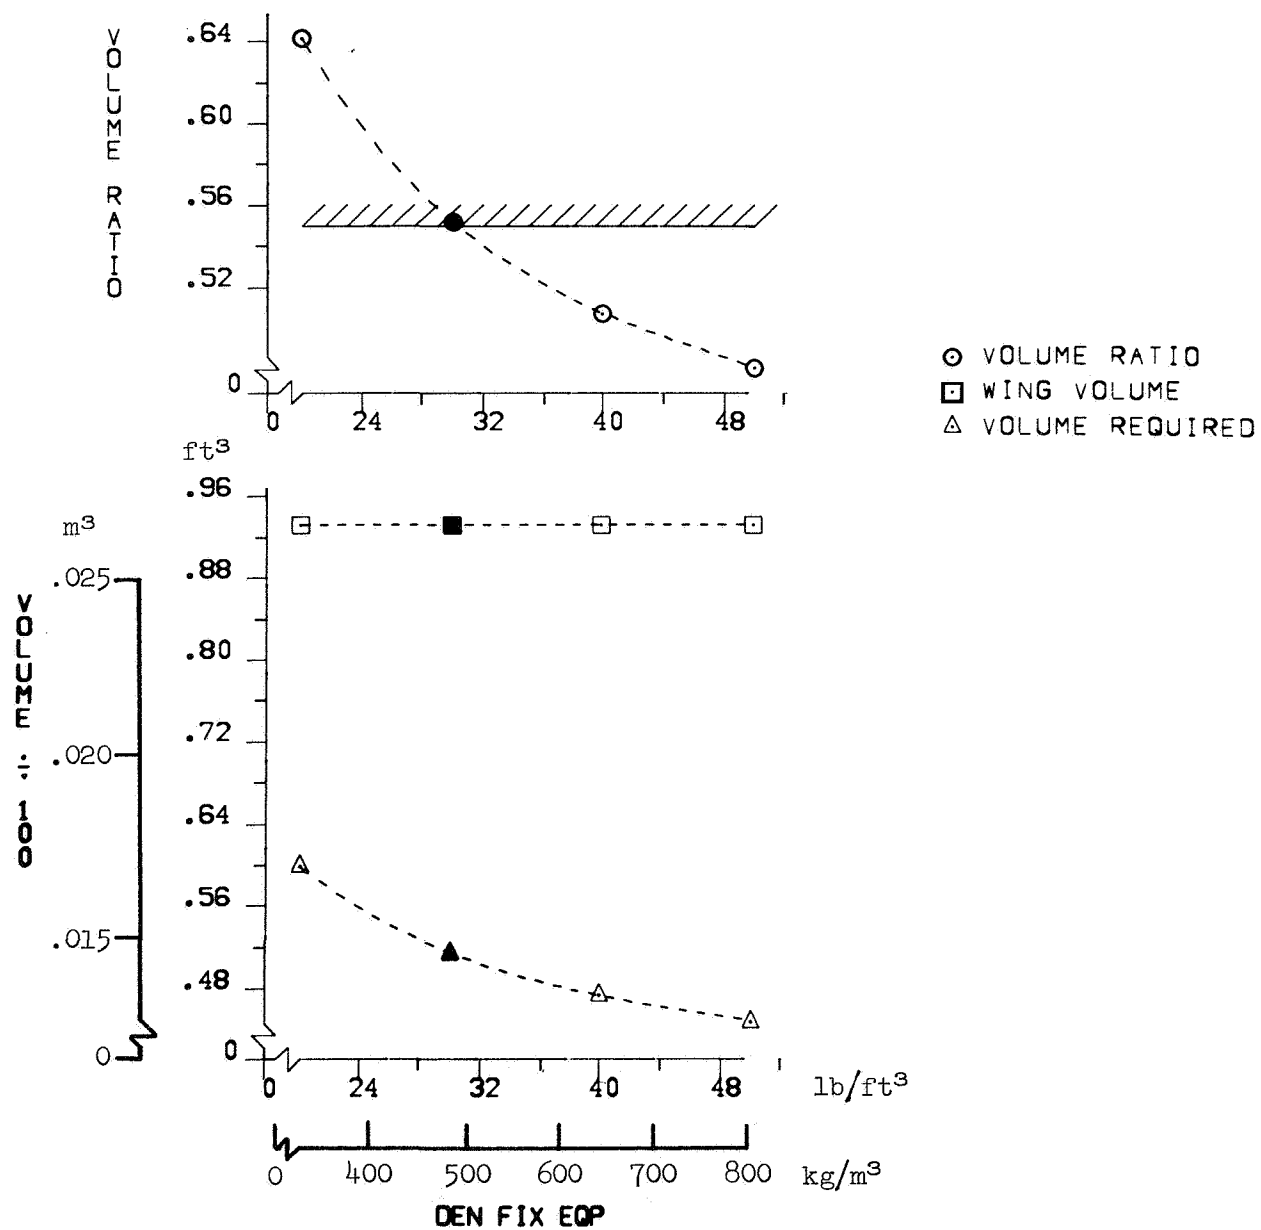 VOLUME RATIO
.64
.60
.56
.52
0
0 24 32 40 48
VOLUME RATIO
WING VOLUME
VOLUME REQUIRED
ft³
m³
VOLUME ÷ 100
.025
.020
.015
0
.96
.88
.80
.72
.64
.56
.48
0
0 24 32 40 48 lb/ft³
0 400 500 600 700 800 kg/m³
DEN FIX EQP